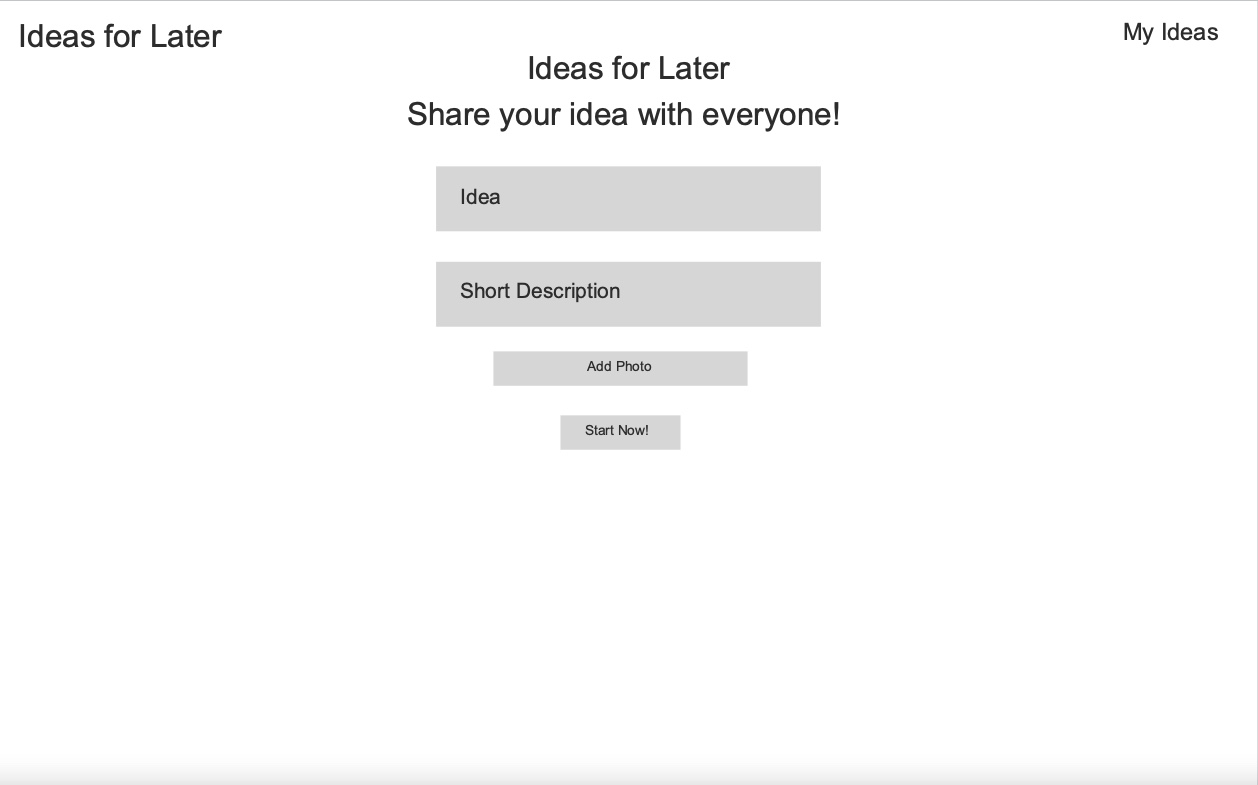 Ideas for Later
My Ideas
Ideas for Later
Share your idea with everyone!
Idea
Short Description
Add Photo
Start Now!